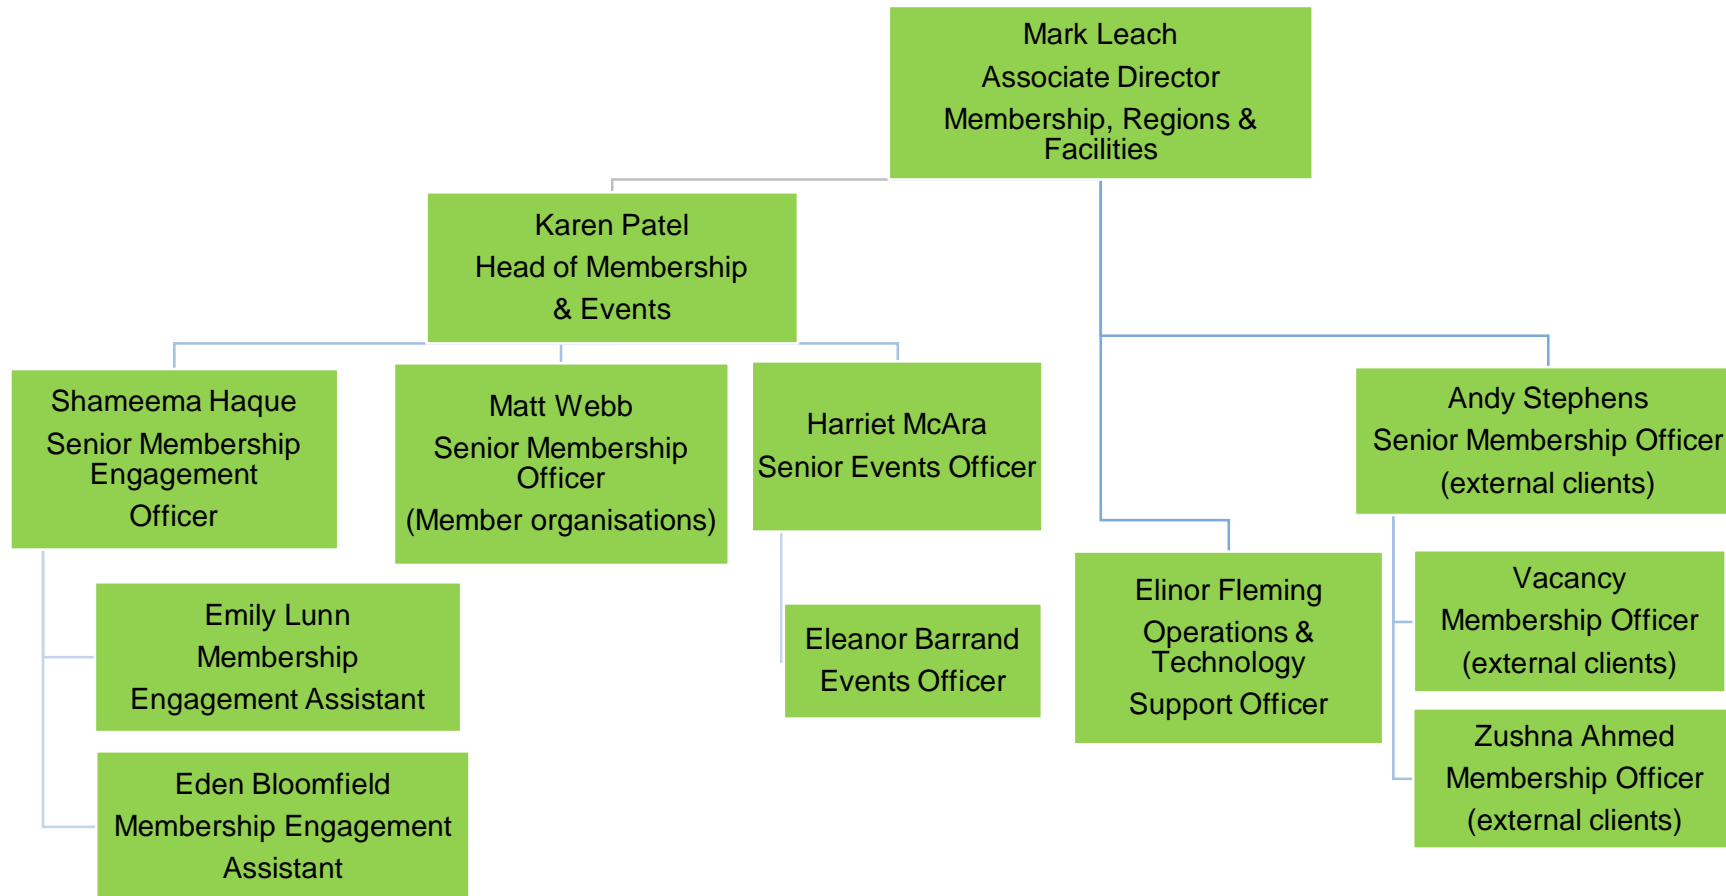 Mark Leach
Associate Director
Membership, Regions &
Facilities
Karen Patel
Head of Membership
& Events
Shameema Haque
Senior Membership
Engagement
Officer
Matt Webb
Senior Membership
Officer
(Member organisations)
Harriet McAra
Senior Events Officer
Andy Stephens
Senior Membership Officer
(external clients)
Emily Lunn
Membership
Engagement Assistant
Eleanor Barrand
Events Officer
Elinor Fleming
Operations &
Technology
Support Officer
Vacancy
Membership Officer
(external clients)
Eden Bloomfield
Membership Engagement
Assistant
Zushna Ahmed
Membership Officer
(external clients)